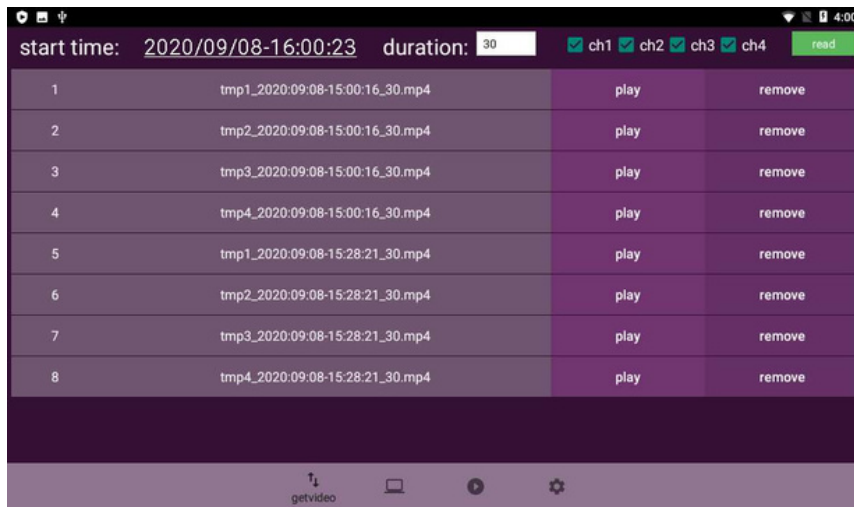 4:00
start time: 2020/09/08-16:00:23 duration: 30 ch1 ch2 ch3 ch4 read
1 tmp1_2020:09:08-15:00:16_30.mp4 play remove
2 tmp2_2020:09:08-15:00:16_30.mp4 play remove
3 tmp3_2020:09:08-15:00:16_30.mp4 play remove
4 tmp4_2020:09:08-15:00:16_30.mp4 play remove
5 tmp1_2020:09:08-15:28:21_30.mp4 play remove
6 tmp2_2020:09:08-15:28:21_30.mp4 play remove
7 tmp3_2020:09:08-15:28:21_30.mp4 play remove
8 tmp4_2020:09:08-15:28:21_30.mp4 play remove
getvideo